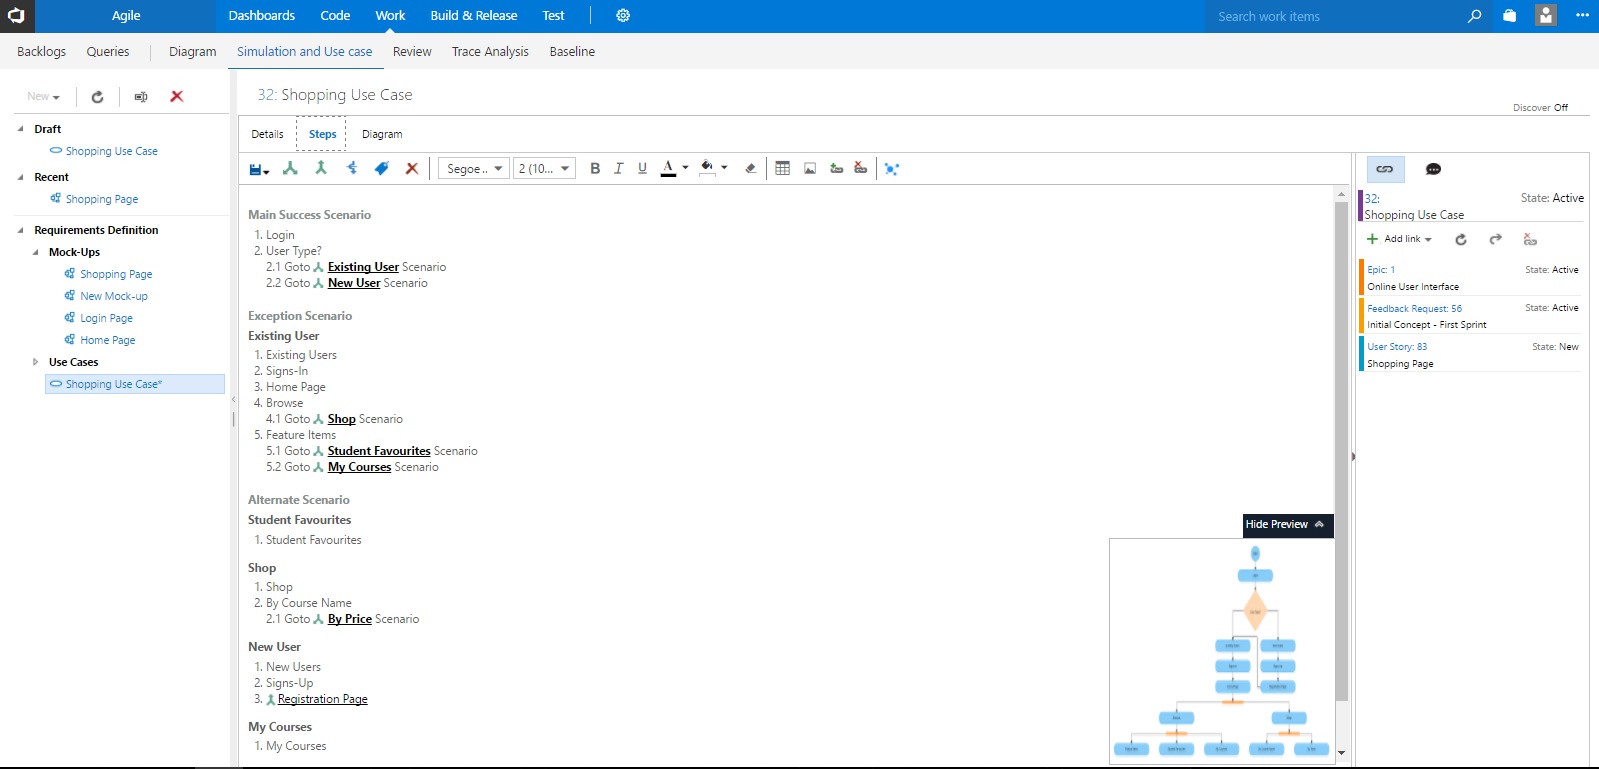 Agile Dashboards Code Work Build & Release Test Search work items
Backlogs Queries Diagram Simulation and Use case Review Trace Analysis Baseline
New
Draft
Shopping Use Case
Recent
Shopping Page
Requirements Definition
Mock-Ups
Shopping Page
New Mock-up
Login Page
Home Page
Use Cases
Shopping Use Case*
32: Shopping Use Case
Discover Off
Details Steps Diagram
Segoe .. 2 (10... B I U A
Main Success Scenario
1. Login
2. User Type?
2.1 Goto Existing User Scenario
2.2 Goto New User Scenario
Exception Scenario
Existing User
1. Existing Users
2. Signs-In
3. Home Page
4. Browse
4.1 Goto Shop Scenario
5. Feature Items
5.1 Goto Student Favourites Scenario
5.2 Goto My Courses Scenario
Alternate Scenario
Student Favourites
1. Student Favourites
Shop
1. Shop
2. By Course Name
2.1 Goto By Price Scenario
New User
1. New Users
2. Signs-Up
3. Registration Page
My Courses
1. My Courses
Hide Preview
32: State: Active
Shopping Use Case
Add link
Epic: 1 State: Active
Online User Interface
Feedback Request: 56 State: Active
Initial Concept - First Sprint
User Story: 83 State: New
Shopping Page